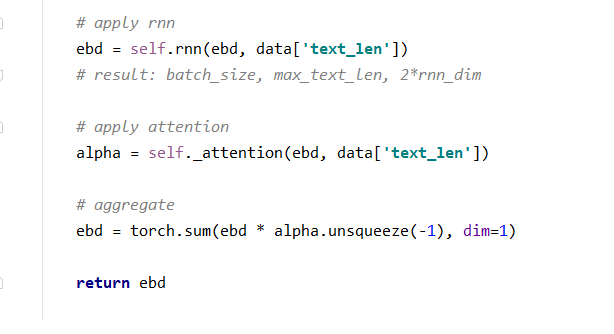 # apply rnn
ebd = self.rnn(ebd, data['text_len'])
# result: batch_size, max_text_len, 2*rnn_dim
# apply attention
alpha = self._attention(ebd, data['text_len'])
# aggregate
ebd = torch.sum(ebd * alpha.unsqueeze(-1), dim=1)
return ebd